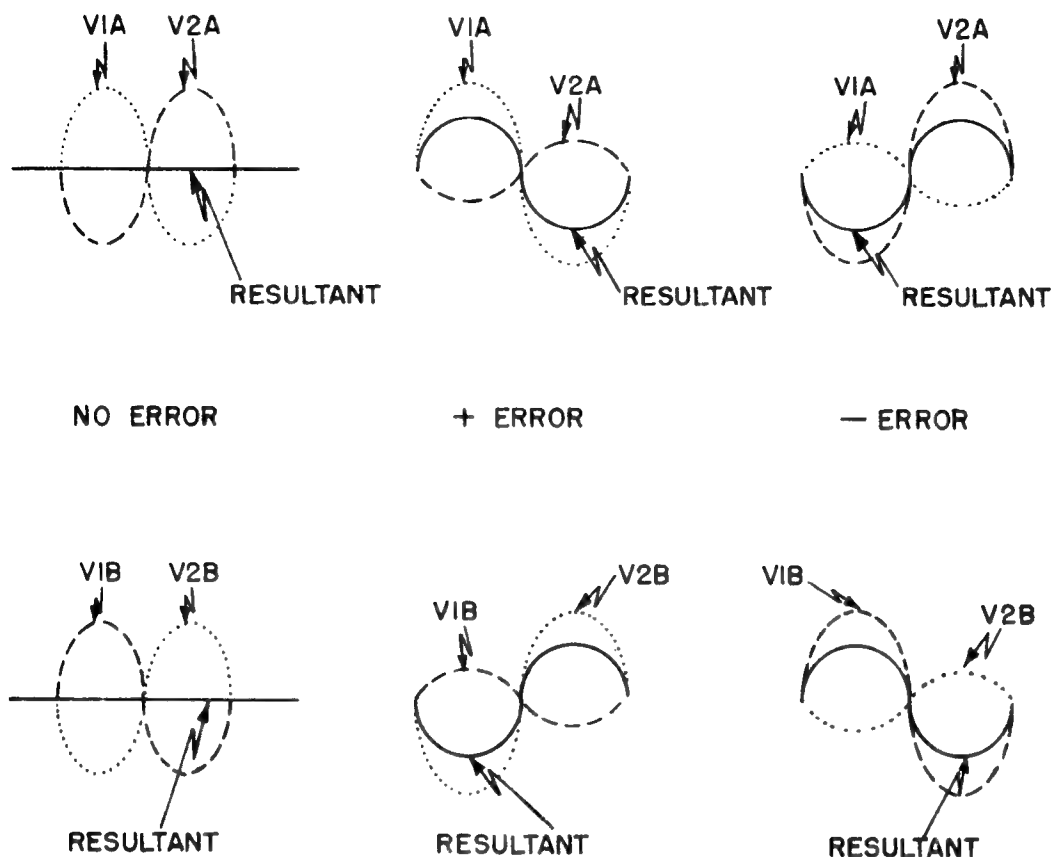 V1A V2A
RESULTANT
V1A
V2A
RESULTANT
V2A
V1A
RESULTANT
NO ERROR
+ ERROR
— ERROR
V1B V2B
RESULTANT
V2B
V1B
RESULTANT
V1B
V2B
RESULTANT